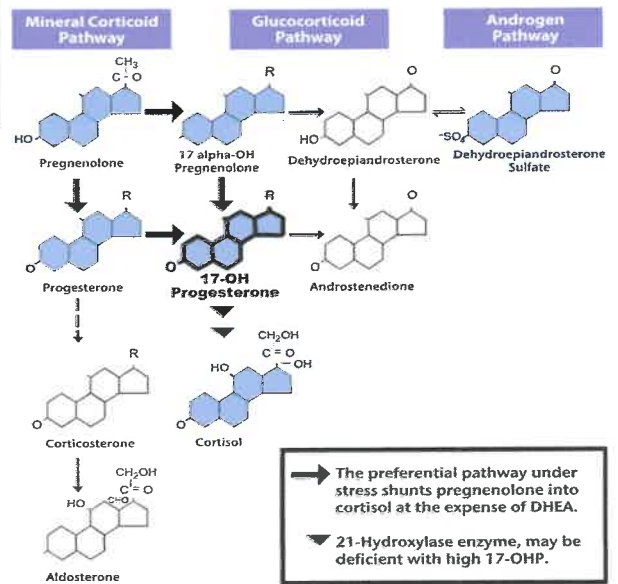 Mineral Corticoid
Pathway
Glucocorticoid
Pathway
Androgen
Pathway
CH3
C = O
HO
Pregnenolone
R
17 alpha-OH
Pregnenolone
O
HO
Dehydroepiandrosterone
O
-SO4
Dehydroepiandrosterone
Sulfate
R
O
Progesterone
R
O
17-OH
Progesterone
O
O
Androstenedione
R
O
Corticosterone
CH2OH
C = O
HO
OH
O
Cortisol
CH2OH
C = O
HO
CHO
Aldosterone
The preferential pathway under
stress shunts pregnenolone into
cortisol at the expense of DHEA.
21-Hydroxylase enzyme, may be
deficient with high 17-OHP.